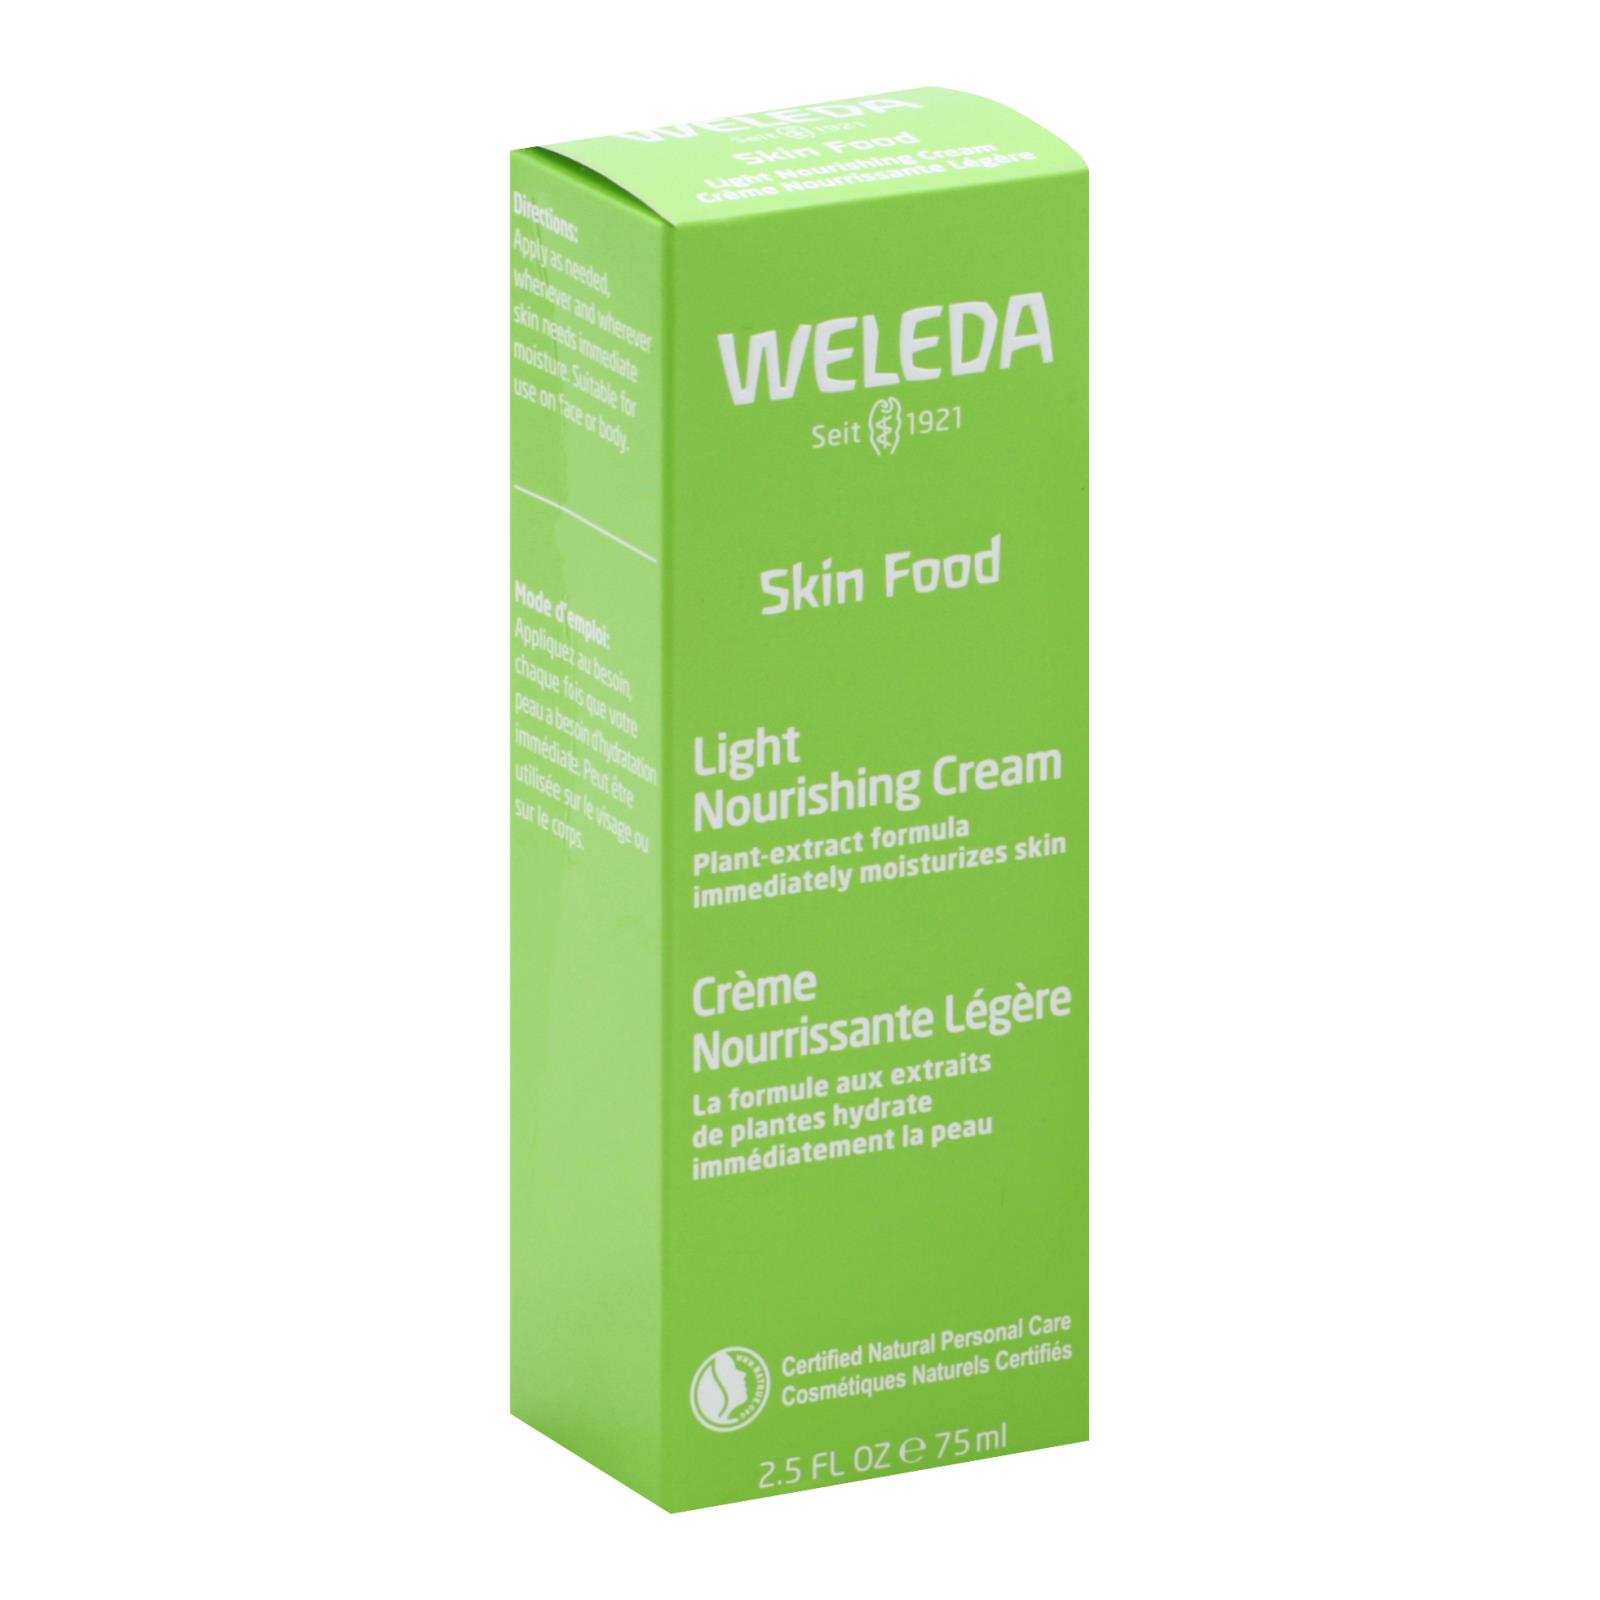 WELEDA
Seit 1921
Skin Food
Light Nourishing Cream
Crème Nourrissante Légère
Directions:
Apply as needed,
whenever and wherever
skin needs immediate
moisture. Suitable for
use on face or body.
Mode d'emploi:
Appliquez au besoin,
chaque fois que votre
peau a besoin d'hydratation
immédiate. Peut être
utilisée sur le visage ou
sur le corps.
WELEDA
Seit 1921
Skin Food
Light
Nourishing Cream
Plant-extract formula
immediately moisturizes skin
Crème
Nourrissante Légère
La formule aux extraits
de plantes hydrate
immédiatement la peau
WWW.NATRUE.ORG
Certified Natural Personal Care
Cosmétiques Naturels Certifiés
2.5 FL OZ ℮ 75 ml